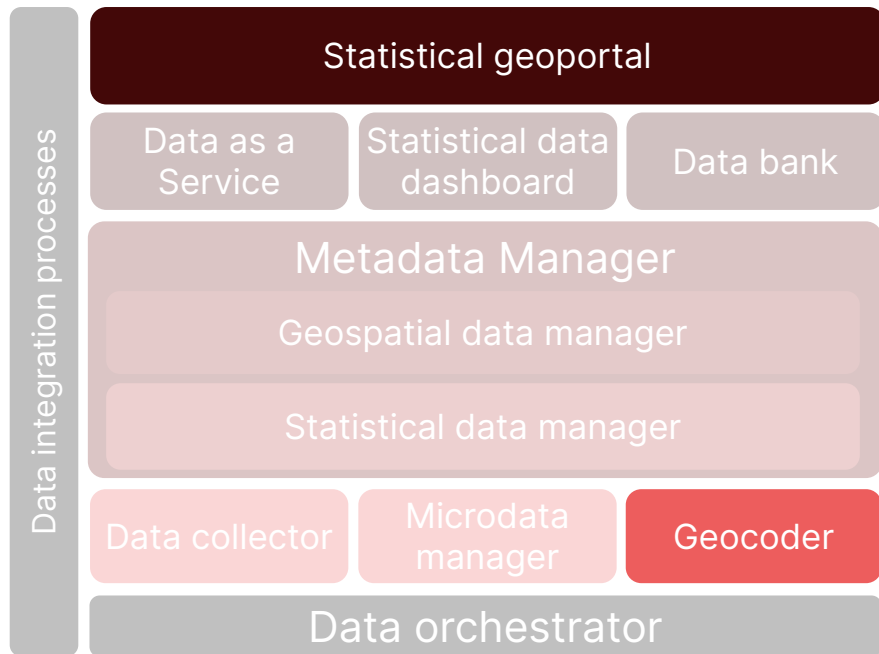 Data integration processes
Statistical geoportal
Data as a
Service
Statistical data
dashboard
Data bank
Metadata Manager
Geospatial data manager
Statistical data manager
Data collector
Microdata
manager
Geocoder
Data orchestrator